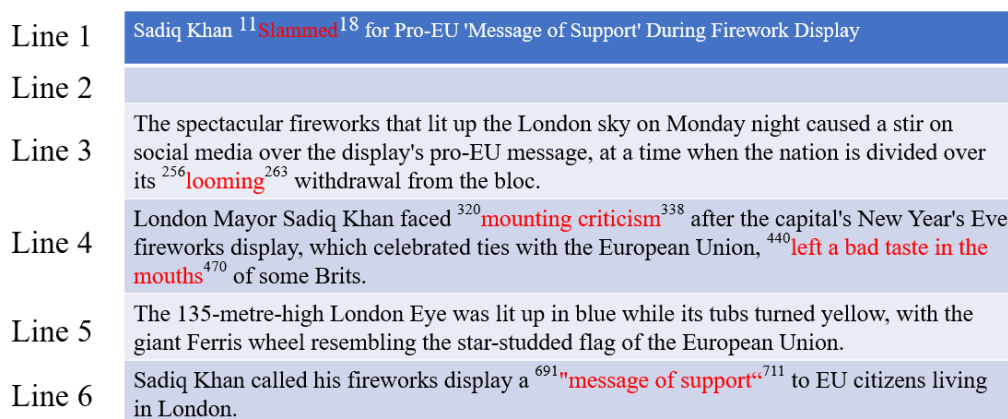 Line 1
Sadiq Khan 11Slammed18 for Pro-EU 'Message of Support' During Firework Display
Line 2
Line 3
The spectacular fireworks that lit up the London sky on Monday night caused a stir on
social media over the display's pro-EU message, at a time when the nation is divided over
its 256looming263 withdrawal from the bloc.
Line 4
London Mayor Sadiq Khan faced 320mounting criticism338 after the capital's New Year's Eve
fireworks display, which celebrated ties with the European Union, 440left a bad taste in the
mouths470 of some Brits.
Line 5
The 135-metre-high London Eye was lit up in blue while its tubs turned yellow, with the
giant Ferris wheel resembling the star-studded flag of the European Union.
Line 6
Sadiq Khan called his fireworks display a 691"message of support“711 to EU citizens living
in London.